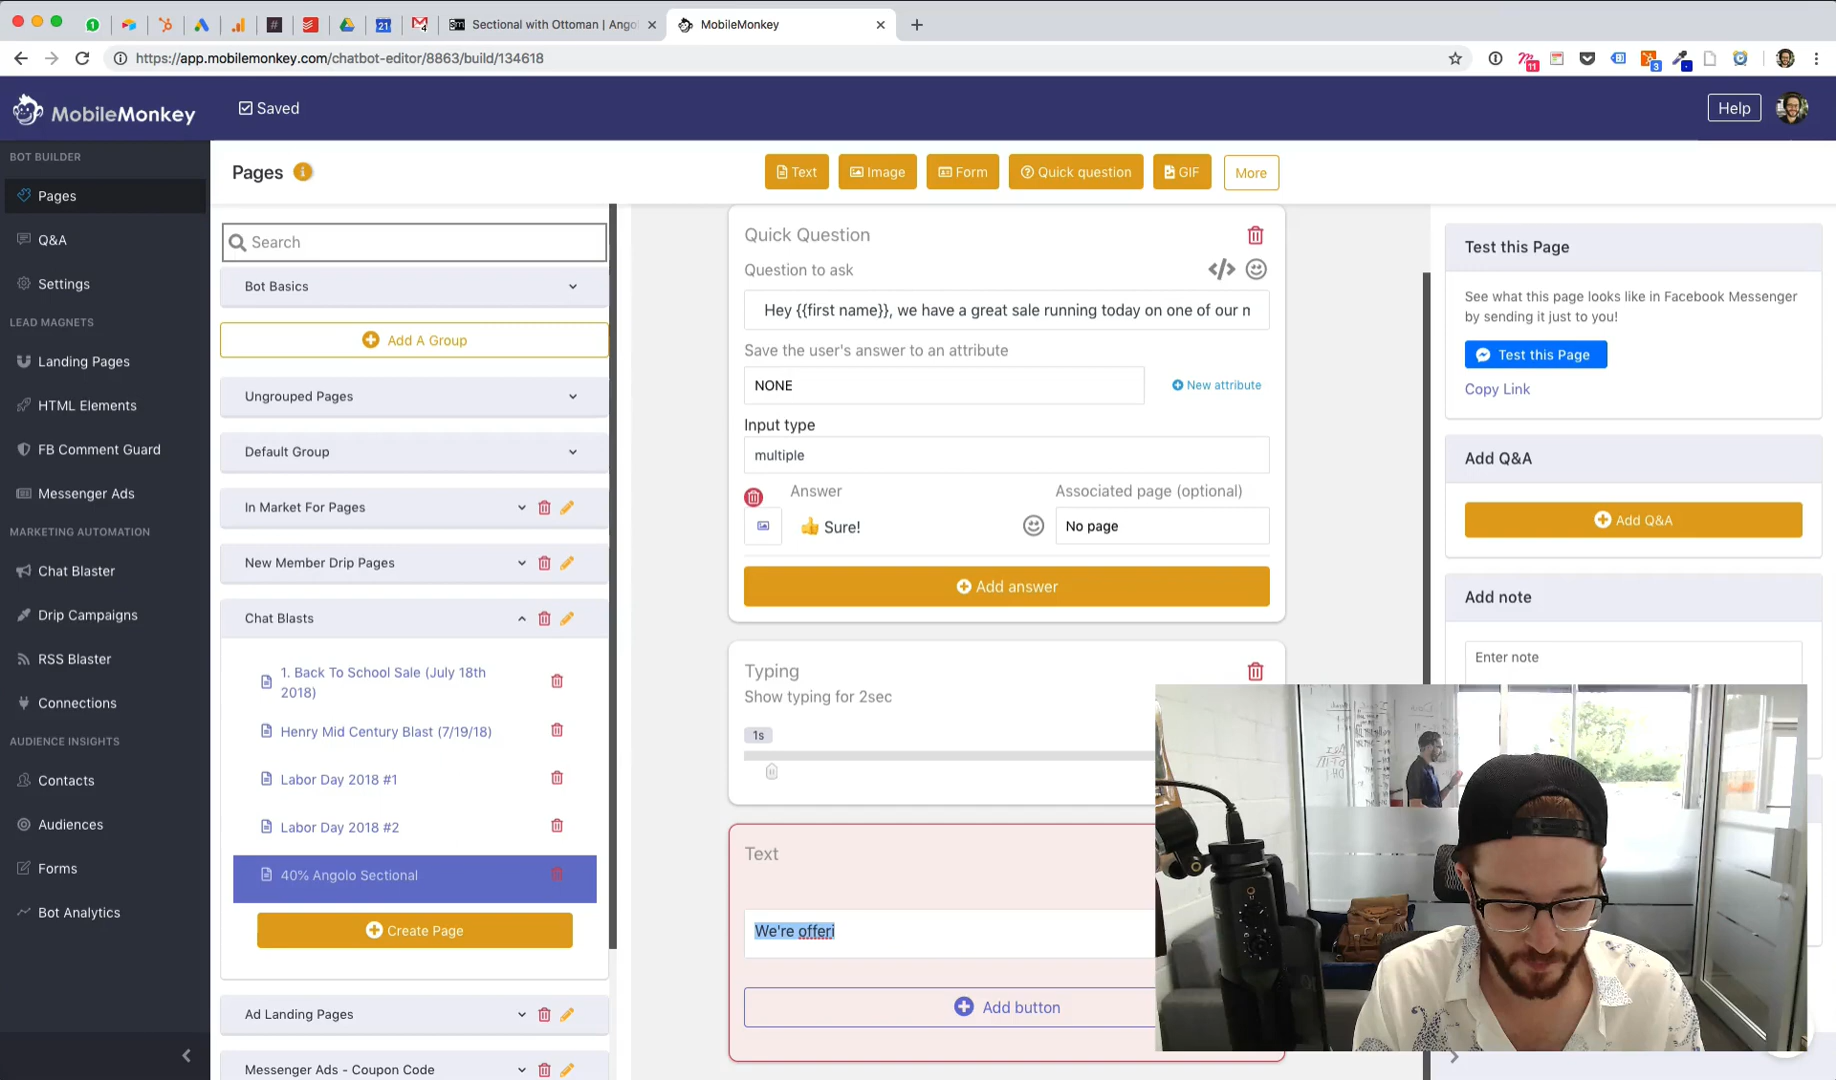 Sectional with Ottoman | Ango
MobileMonkey
https://app.mobilemonkey.com/chatbot-editor/8863/build/134618
MobileMonkey
Saved
Help
BOT BUILDER
Pages
Q&A
Settings
LEAD MAGNETS
Landing Pages
HTML Elements
FB Comment Guard
Messenger Ads
MARKETING AUTOMATION
Chat Blaster
Drip Campaigns
RSS Blaster
Connections
AUDIENCE INSIGHTS
Contacts
Audiences
Forms
Bot Analytics
Pages
Text
Image
Form
Quick question
GIF
More
Search
Bot Basics
Add A Group
Ungrouped Pages
Default Group
In Market For Pages
New Member Drip Pages
Chat Blasts
1. Back To School Sale (July 18th
2018)
Henry Mid Century Blast (7/19/18)
Labor Day 2018 #1
Labor Day 2018 #2
40% Angolo Sectional
Create Page
Ad Landing Pages
Messenger Ads - Coupon Code
Quick Question
Question to ask
Hey {{first name}}, we have a great sale running today on one of our n
Save the user's answer to an attribute
NONE
New attribute
Input type
multiple
Answer
Associated page (optional)
👍 Sure!
No page
Add answer
Typing
Show typing for 2sec
1s
Text
We're offeri
Add button
Test this Page
See what this page looks like in Facebook Messenger
by sending it just to you!
Test this Page
Copy Link
Add Q&A
Add Q&A
Add note
Enter note